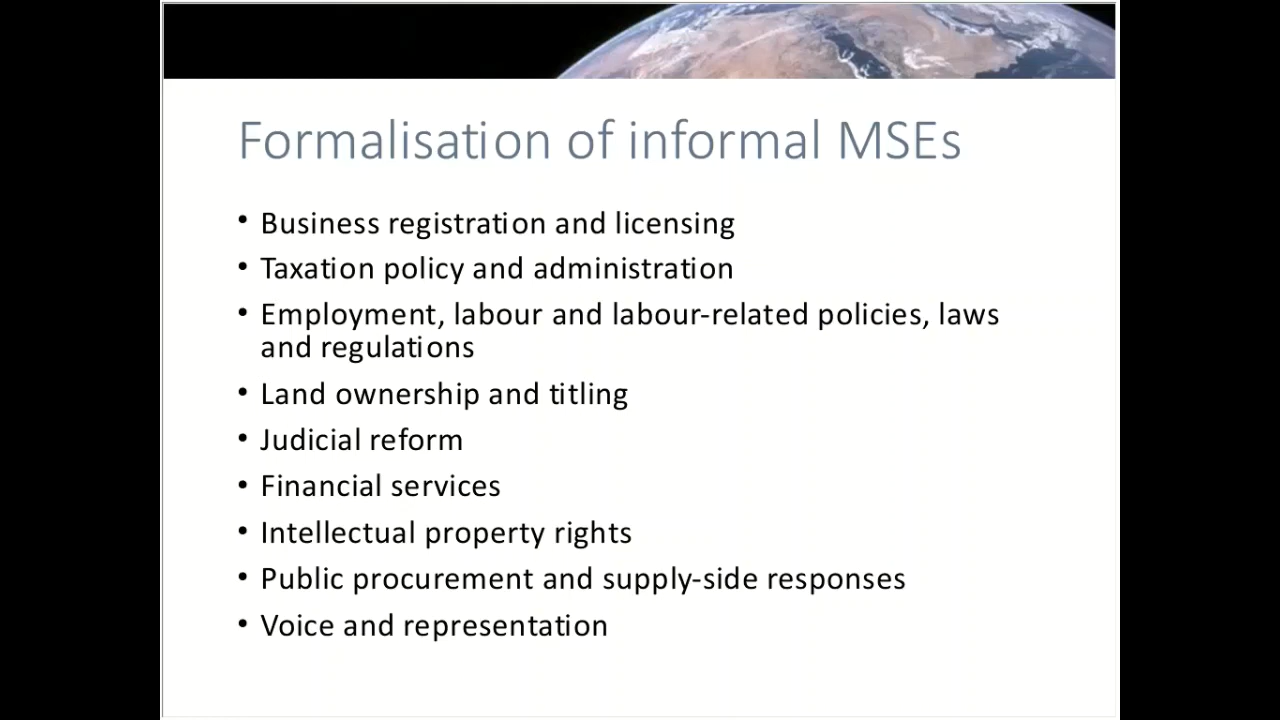 Formalisation of informal MSEs
• Business registration and licensing
• Taxation policy and administration
• Employment, labour and labour-related policies, laws
and regulations
• Land ownership and titling
• Judicial reform
• Financial services
• Intellectual property rights
• Public procurement and supply-side responses
• Voice and representation